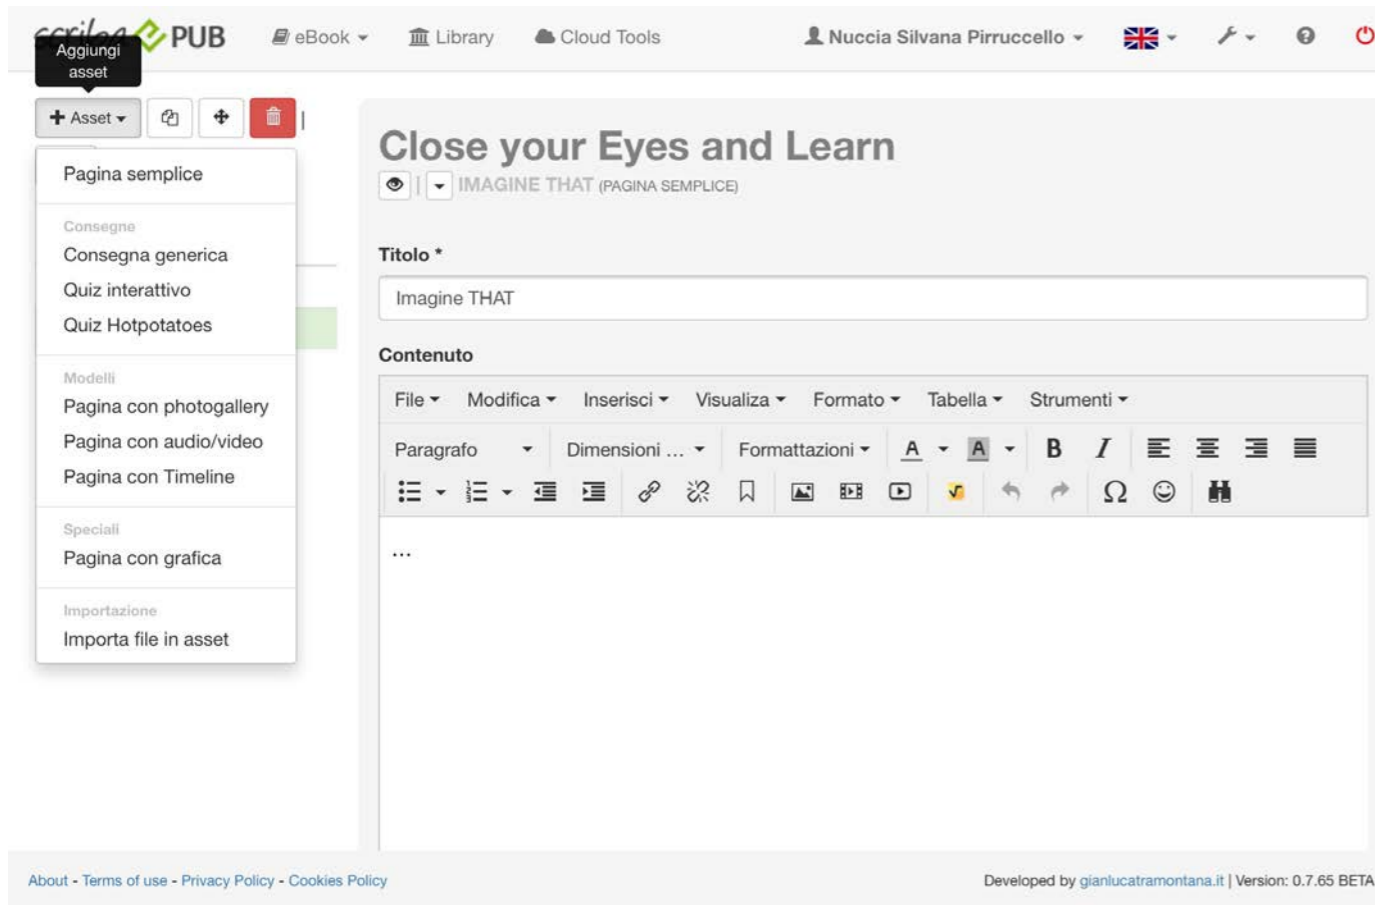 PUB
eBook
Library
Cloud Tools
Nuccia Silvana Pirruccello
Aggiungi
asset
Asset
Pagina semplice
Consegne
Consegna generica
Quiz interattivo
Quiz Hotpotatoes
Modelli
Pagina con photogallery
Pagina con audio/video
Pagina con Timeline
Speciali
Pagina con grafica
Importazione
Importa file in asset
Close your Eyes and Learn
| IMAGINE THAT (PAGINA SEMPLICE)
Titolo *
Imagine THAT
Contenuto
File Modifica Inserisci Visualizza Formato Tabella Strumenti
Paragrafo Dimensioni ... Formattazioni A A B I
Ω
...
About - Terms of use - Privacy Policy - Cookies Policy
Developed by gianlucatramontana.it | Version: 0.7.65 BETA